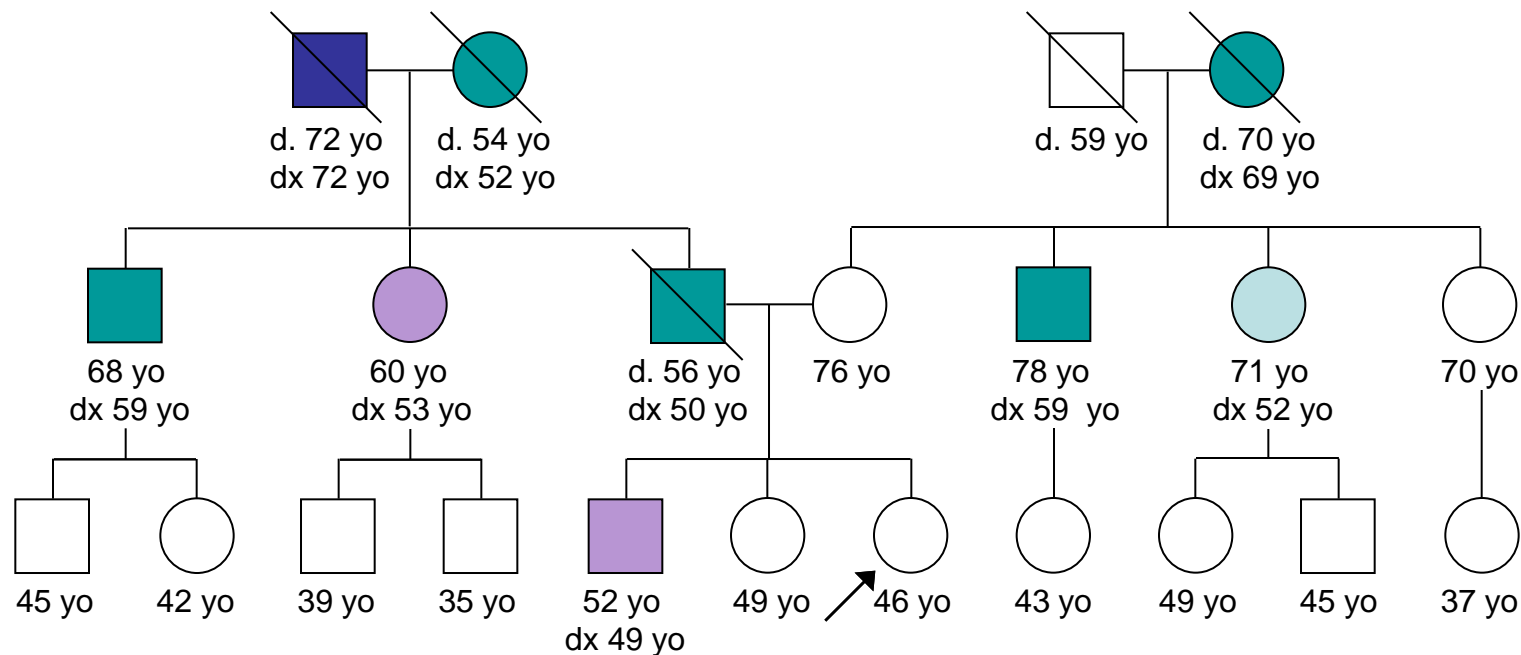 d. 72 yo d. 54 yo d. 59 yo d. 70 yo
dx 72 yo dx 52 yo dx 69 yo
68 yo 60 yo d. 56 yo 76 yo 78 yo 71 yo 70 yo
dx 59 yo dx 53 yo dx 50 yo dx 59 yo dx 52 yo
45 yo 42 yo 39 yo 35 yo 52 yo 49 yo 46 yo 43 yo 49 yo 45 yo 37 yo
dx 49 yo